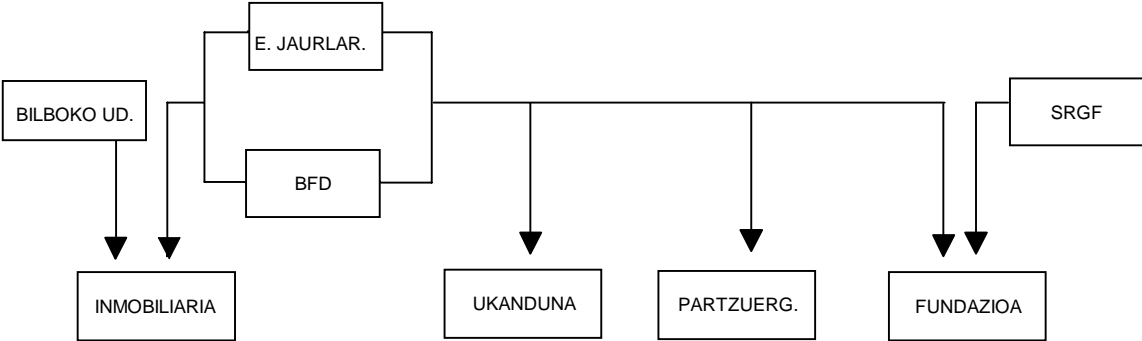 E. JAURLAR.
BILBOKO UD.
SRGF
BFD
INMOBILIARIA
UKANDUNA
PARTZUERG.
FUNDAZIOA